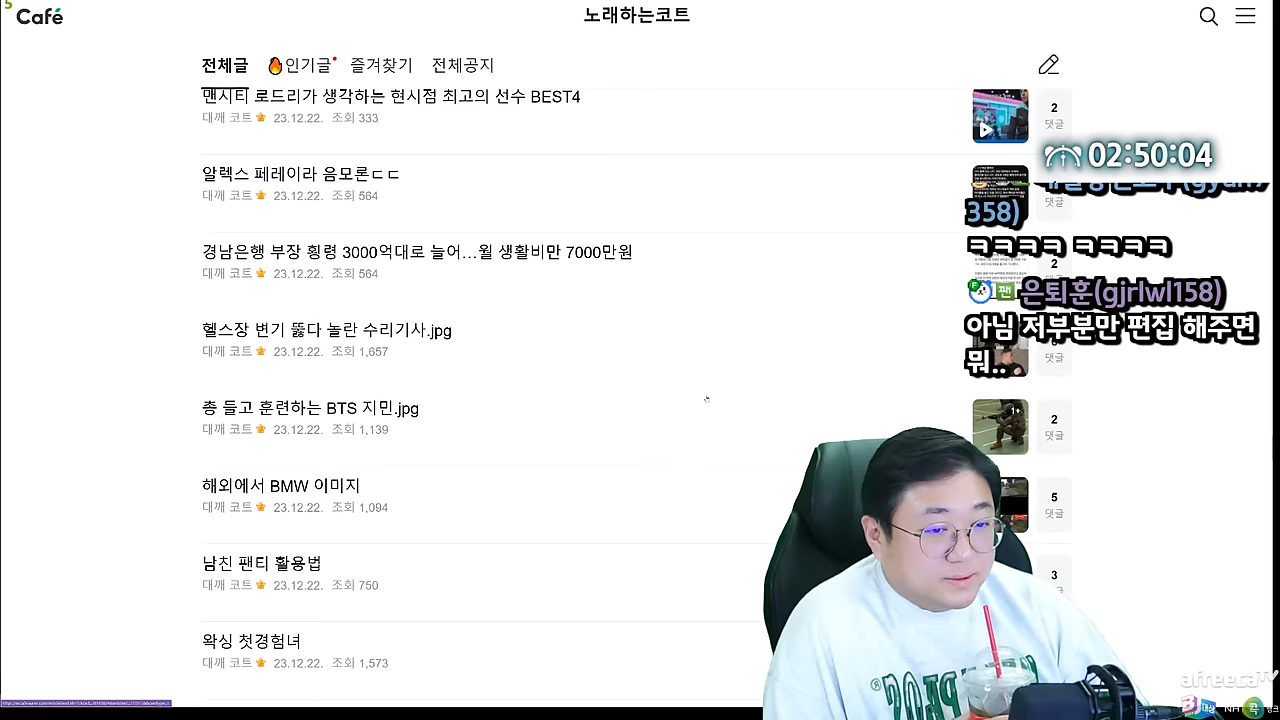 Café
노래하는코트
전체글 인기글 즐겨찾기 전체공지
맨시티 로드리가 생각하는 현시점 최고의 선수 BEST4
대깨 코트 23.12.22. 조회 333
2
댓글
02:50:04
알렉스 페레이라 음모론ㄷㄷ
대깨 코트 23.12.22. 조회 564
댓글
358)
ㅋㅋㅋㅋ ㅋㅋㅋㅋ
경남은행 부장 횡령 3000억대로 늘어…월 생활비만 7000만원
대깨 코트 23.12.22. 조회 564
2
팬 은퇴훈(gjrlwl158)
아님 저부분만 편집 해주면
뭐..
헬스장 변기 뚫다 놀란 수리기사.jpg
대깨 코트 23.12.22. 조회 1,657
댓글
총 들고 훈련하는 BTS 지민.jpg
대깨 코트 23.12.22. 조회 1,139
1+
2
댓글
해외에서 BMW 이미지
대깨 코트 23.12.22. 조회 1,094
5
댓글
남친 팬티 활용법
대깨 코트 23.12.22. 조회 750
3
왁싱 첫경험녀
대깨 코트 23.12.22. 조회 1,573
afreecaTV